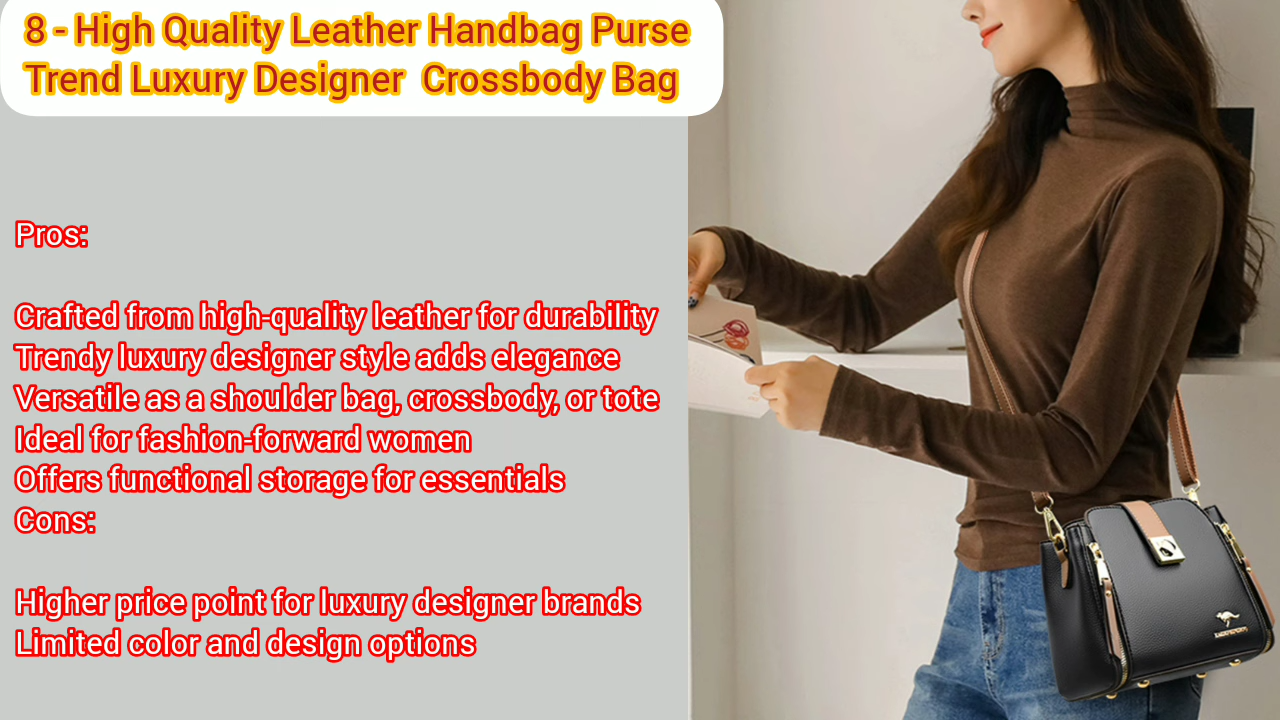 8 - High Quality Leather Handbag Purse
Trend Luxury Designer Crossbody Bag
Pros:
Crafted from high-quality leather for durability
Trendy luxury designer style adds elegance
Versatile as a shoulder bag, crossbody, or tote
Ideal for fashion-forward women
Offers functional storage for essentials
Cons:
Higher price point for luxury designer brands
Limited color and design options